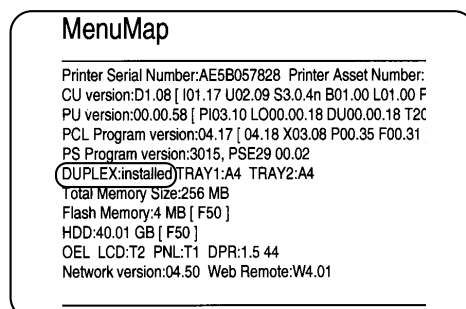 MenuMap
Printer Serial Number:AE5B057828 Printer Asset Number:
CU version:D1.08 [ I01.17 U02.09 S3.0.4n B01.00 L01.00 F
PU version:00.00.58 [ PI03.10 LO00.00.18 DU00.00.18 T20
PCL Program version:04.17 [ 04.18 X03.08 P00.35 F00.31
PS Program version:3015, PSE29 00.02
DUPLEX:installed TRAY1:A4 TRAY2:A4
Total Memory Size:256 MB
Flash Memory:4 MB [ F50 ]
HDD:40.01 GB [ F50 ]
OEL LCD:T2 PNL:T1 DPR:1.5 44
Network version:04.50 Web Remote:W4.01